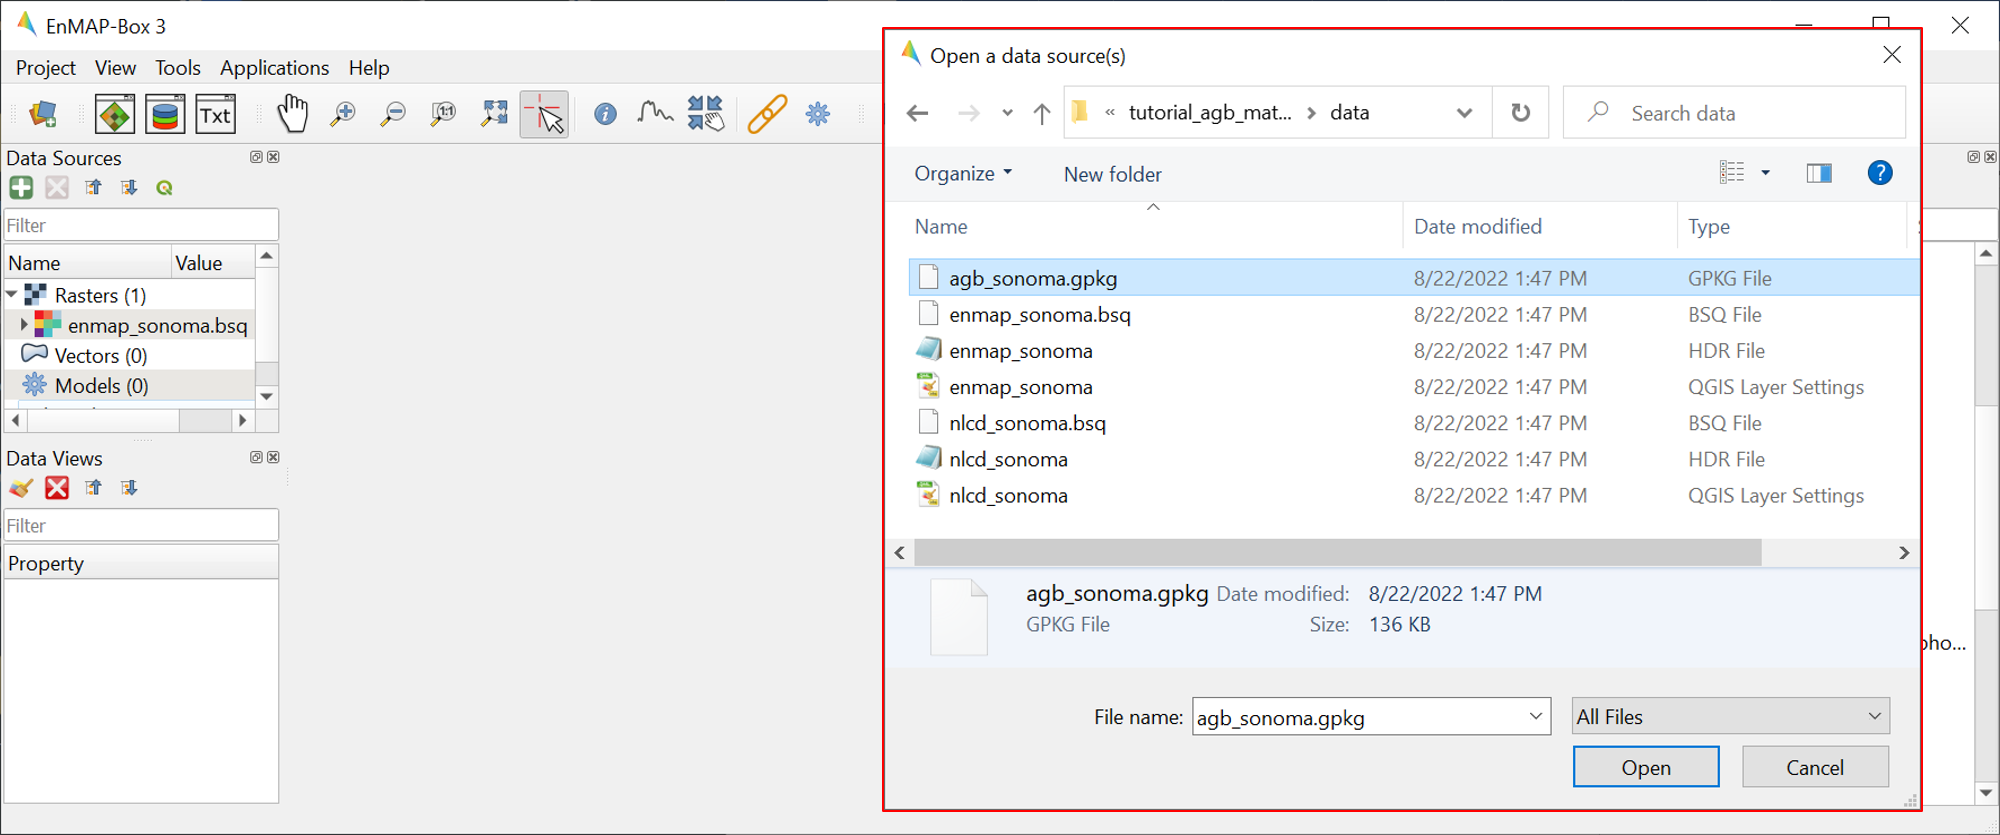 EnMAP-Box 3
Project View Tools Applications Help
Txt
1:1
Data Sources
Filter
Name Value
Rasters (1)
enmap_sonoma.bsq
Vectors (0)
Models (0)
Data Views
Filter
Property
Open a data source(s)
« tutorial_agb_mat... > data
Search data
Organize New folder
Name Date modified Type
agb_sonoma.gpkg 8/22/2022 1:47 PM GPKG File
enmap_sonoma.bsq 8/22/2022 1:47 PM BSQ File
enmap_sonoma 8/22/2022 1:47 PM HDR File
enmap_sonoma 8/22/2022 1:47 PM QGIS Layer Settings
nlcd_sonoma.bsq 8/22/2022 1:47 PM BSQ File
nlcd_sonoma 8/22/2022 1:47 PM HDR File
nlcd_sonoma 8/22/2022 1:47 PM QGIS Layer Settings
agb_sonoma.gpkg Date modified: 8/22/2022 1:47 PM
GPKG File Size: 136 KB
File name: agb_sonoma.gpkg All Files
Open Cancel